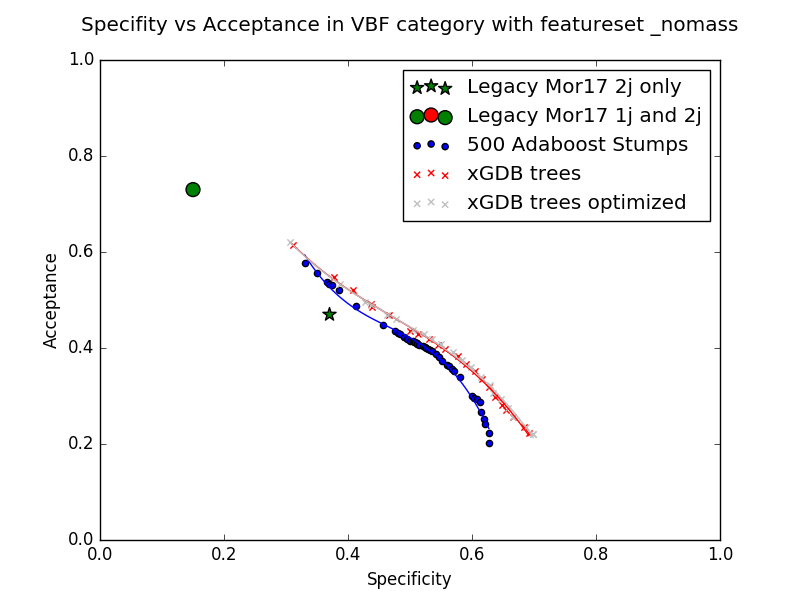 Specifity vs Acceptance in VBF category with featureset _nomass
Legacy Mor17 2j only
Legacy Mor17 1j and 2j
500 Adaboost Stumps
xGDB trees
xGDB trees optimized
1.0
0.8
0.6
0.4
0.2
0.0
Acceptance
0.0 0.2 0.4 0.6 0.8 1.0
Specificity